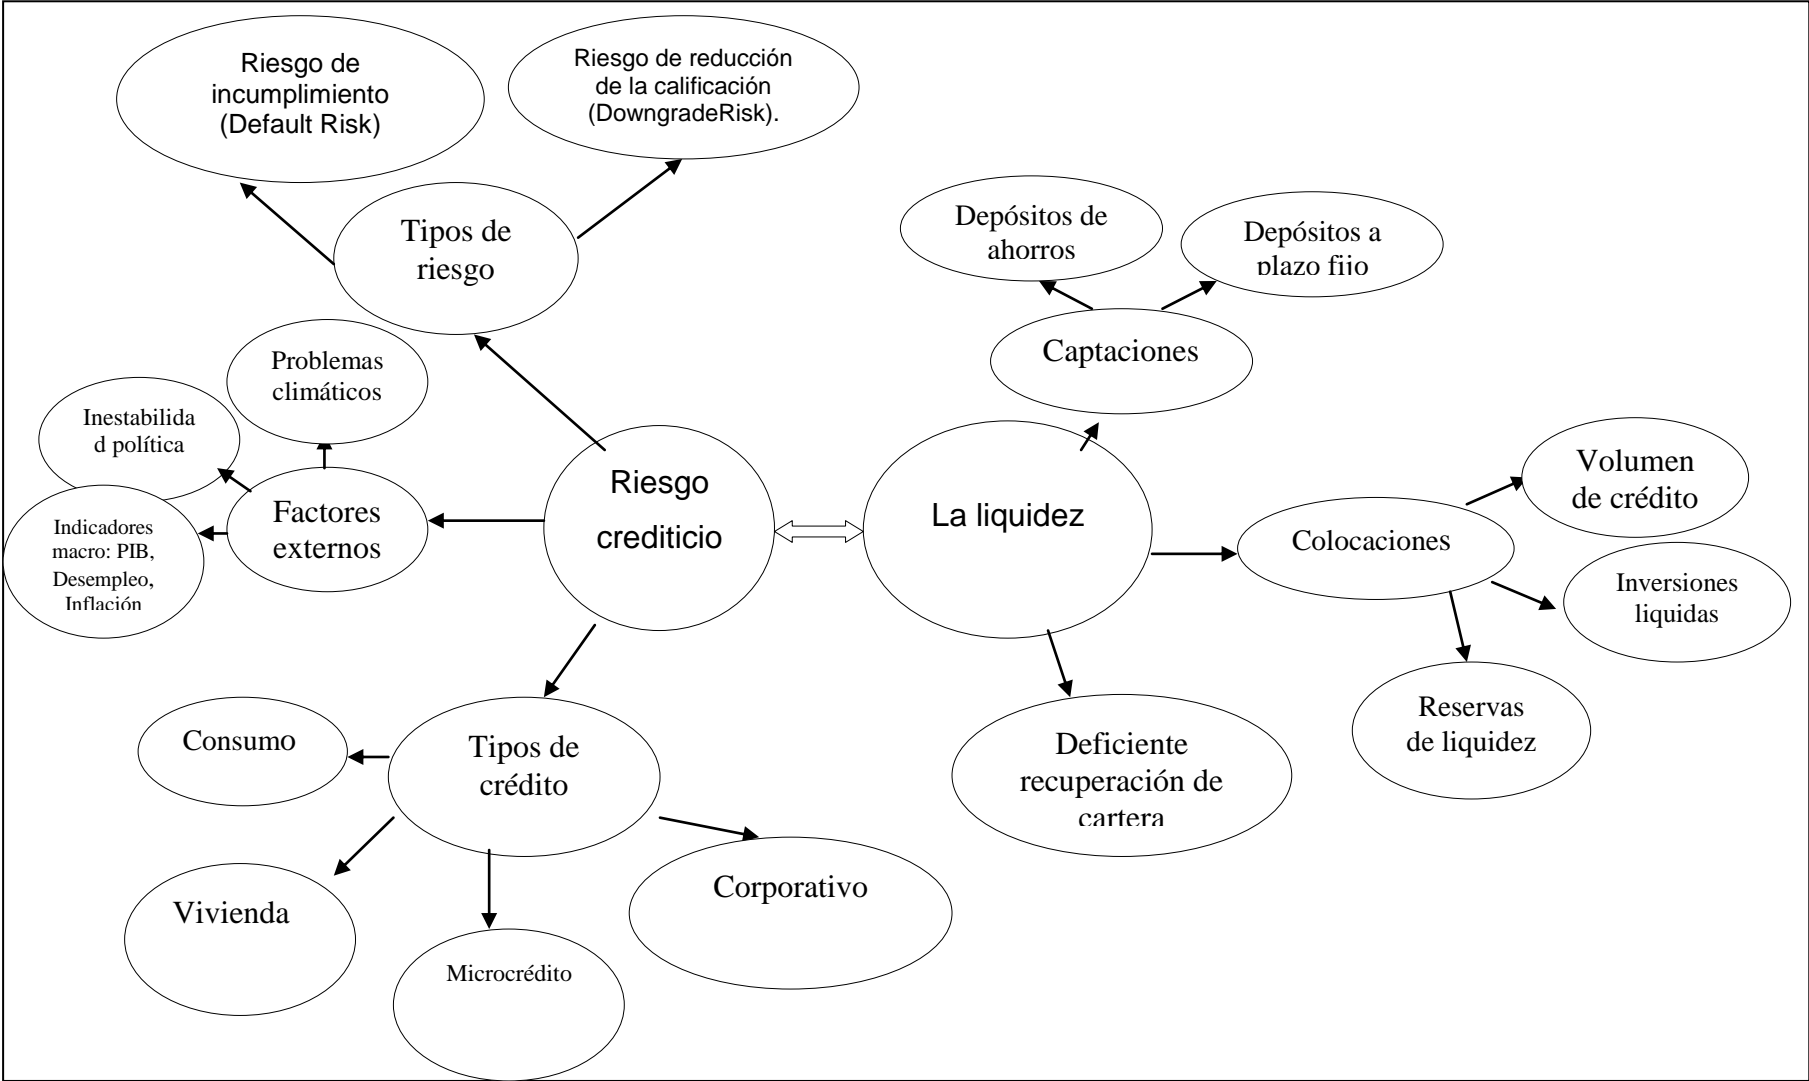 Riesgo de
incumplimiento
(Default Risk)
Riesgo de reducción
de la calificación
(DowngradeRisk).
Tipos de
riesgo
Depósitos de
ahorros
Depósitos a
plazo fijo
Captaciones
Problemas
climáticos
Inestabilida
d política
Indicadores
macro: PIB,
Desempleo,
Inflación
Factores
externos
Riesgo
crediticio
La liquidez
Colocaciones
Volumen
de crédito
Inversiones
liquidas
Reservas
de liquidez
Deficiente
recuperación de
cartera
Tipos de
crédito
Consumo
Vivienda
Microcrédito
Corporativo